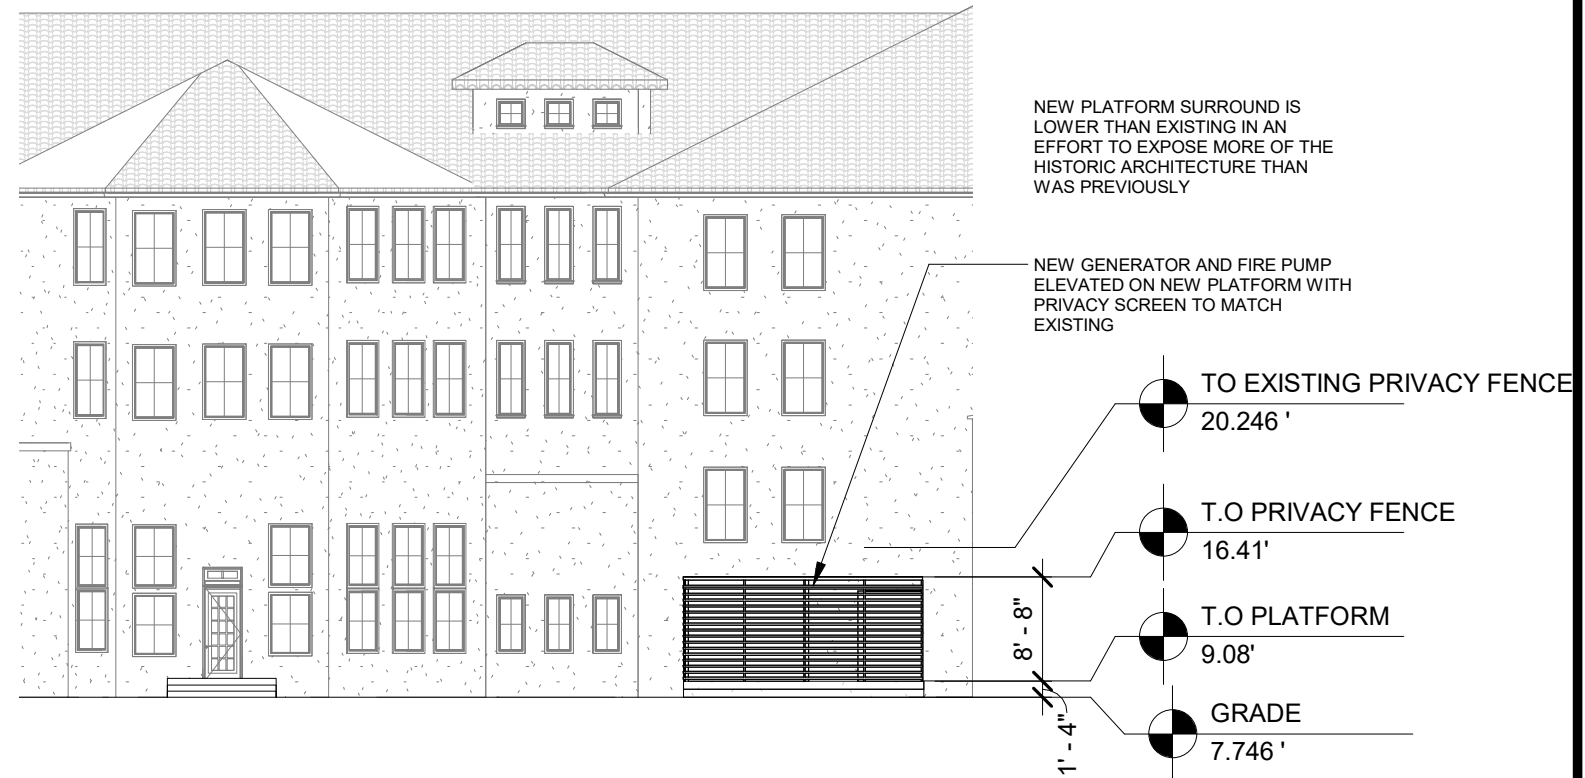 NEW PLATFORM SURROUND IS
LOWER THAN EXISTING IN AN
EFFORT TO EXPOSE MORE OF THE
HISTORIC ARCHITECTURE THAN
WAS PREVIOUSLY
NEW GENERATOR AND FIRE PUMP
ELEVATED ON NEW PLATFORM WITH
PRIVACY SCREEN TO MATCH
EXISTING
TO EXISTING PRIVACY FENCE
20.246 '
T.O PRIVACY FENCE
16.41'
8' - 8"
T.O PLATFORM
9.08'
1' - 4"
GRADE
7.746 '